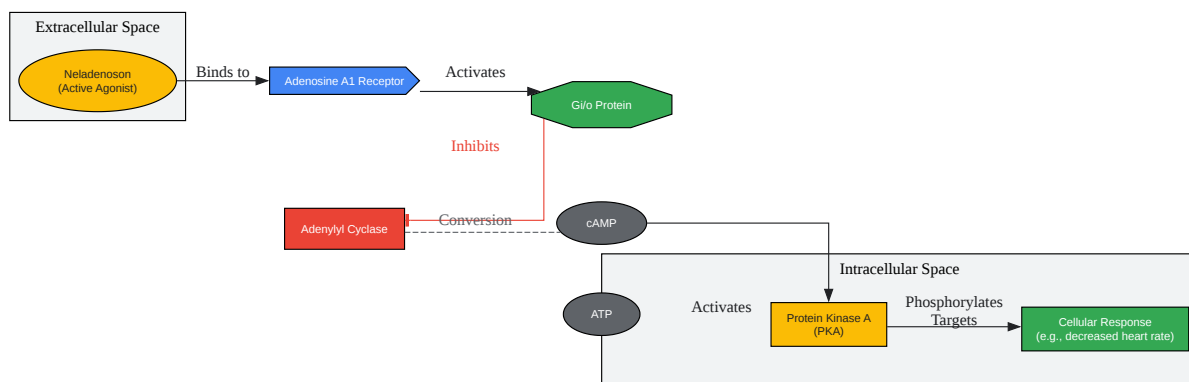 Extracellular Space
Neladenoson
(Active Agonist)
Binds to
Adenosine A1 Receptor
Activates
Gi/o Protein
Inhibits
Adenylyl Cyclase
Conversion
cAMP
Intracellular Space
ATP
Activates
Protein Kinase A
(PKA)
Phosphorylates
Targets
Cellular Response
(e.g., decreased heart rate)